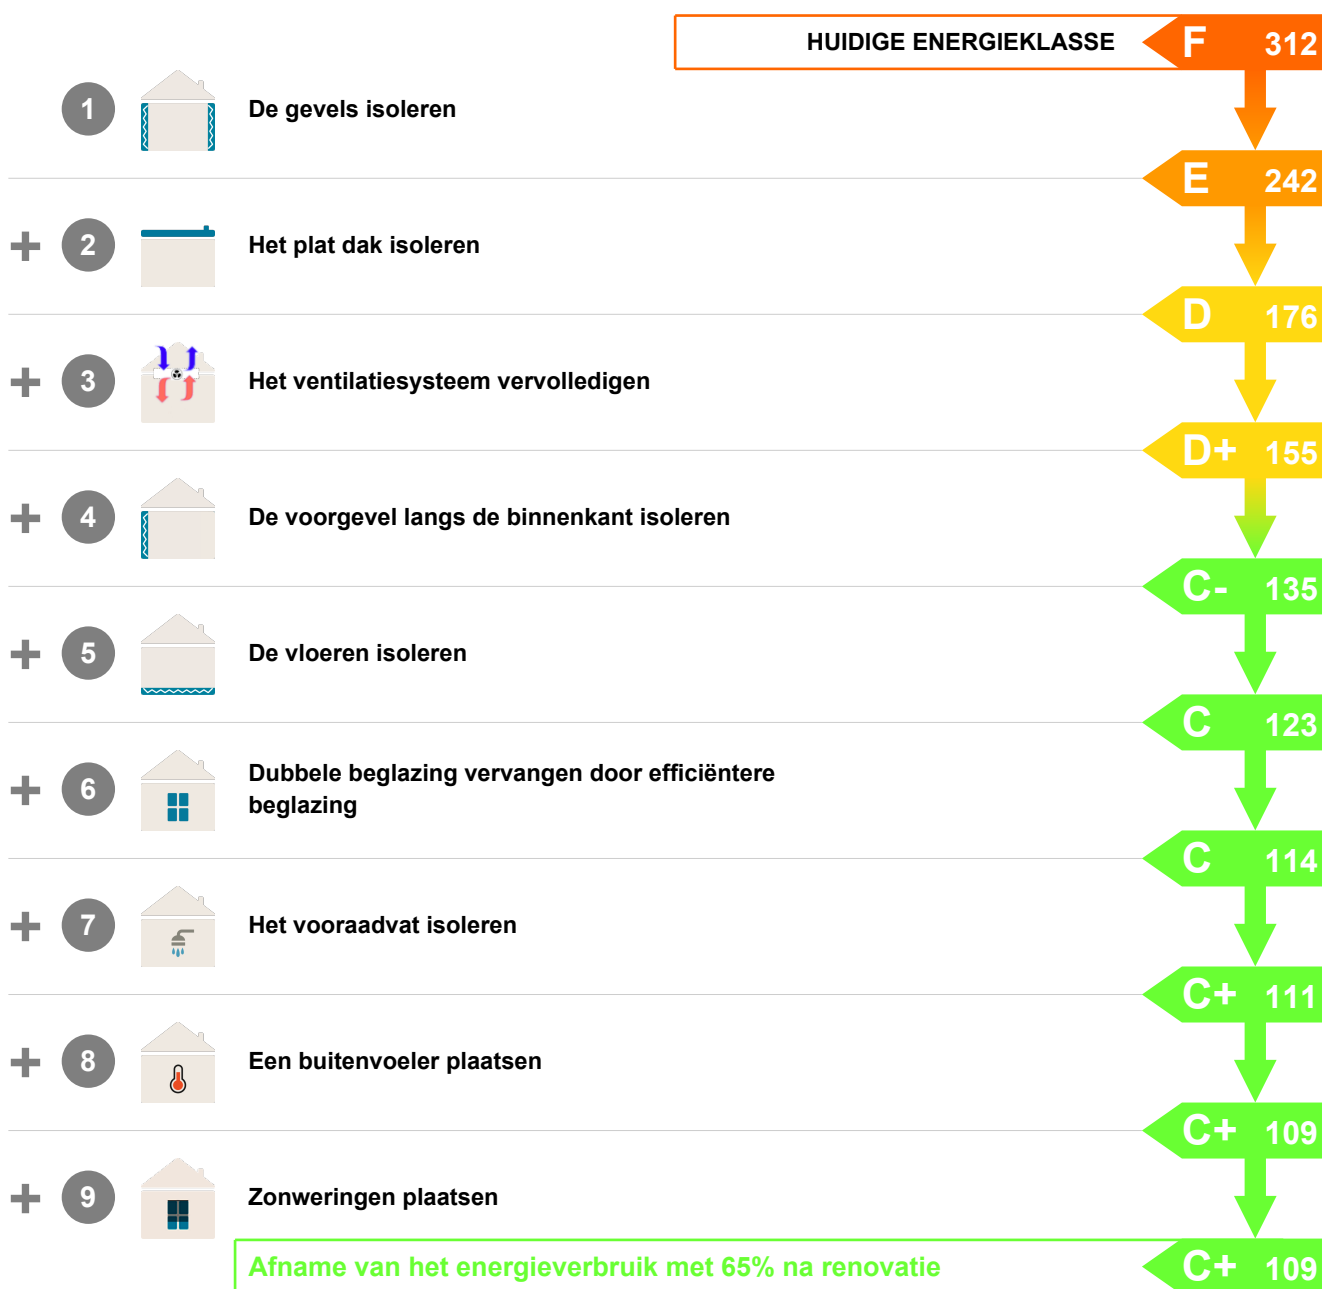 HUIDIGE ENERGIEKLASSE F 312
1 De gevels isoleren
E 242
+ 2 Het plat dak isoleren
D 176
+ 3 Het ventilatiesysteem vervolledigen
D+ 155
+ 4 De voorgevel langs de binnenkant isoleren
C- 135
+ 5 De vloeren isoleren
C 123
+ 6 Dubbele beglazing vervangen door efficiëntere
beglazing
C 114
+ 7 Het vooraadvat isoleren
C+ 111
+ 8 Een buitenvoeler plaatsen
C+ 109
+ 9 Zonweringen plaatsen
Afname van het energieverbruik met 65% na renovatie C+ 109